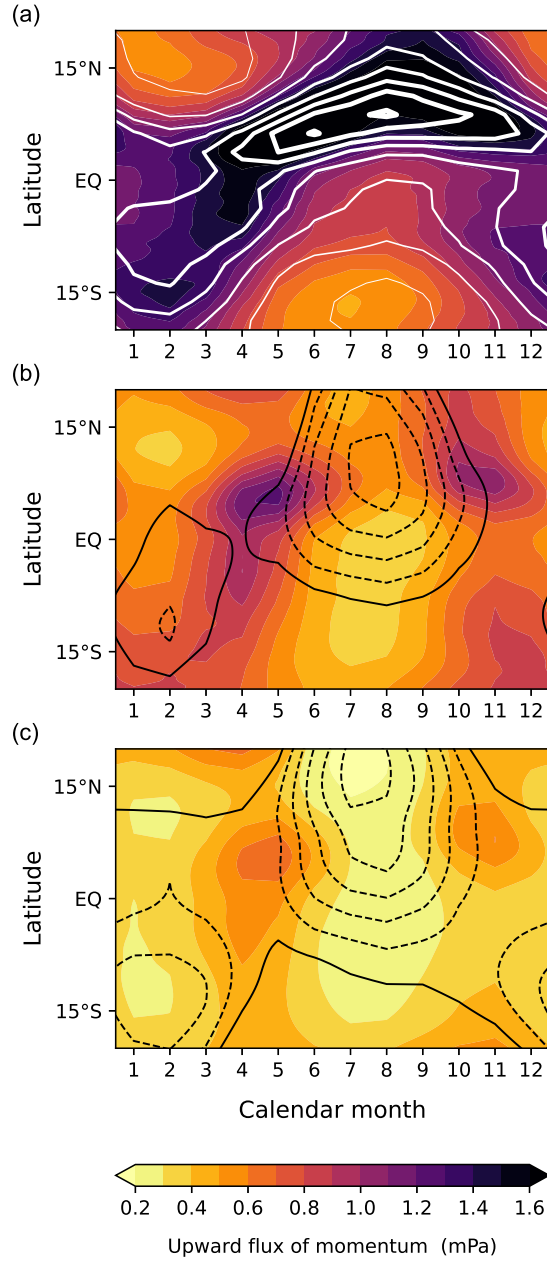 (a)
Latitude
15°N
EQ
15°S
1 2 3 4 5 6 7 8 9 10 11 12
(b)
Latitude
15°N
EQ
15°S
1 2 3 4 5 6 7 8 9 10 11 12
(c)
Latitude
15°N
EQ
15°S
1 2 3 4 5 6 7 8 9 10 11 12
Calendar month
0.2 0.4 0.6 0.8 1.0 1.2 1.4 1.6
Upward flux of momentum (mPa)